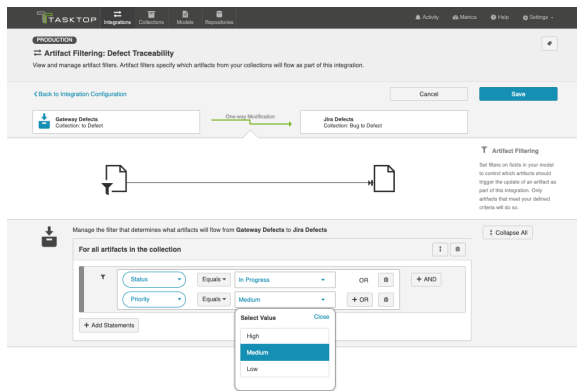 TASKTOP
Integrations
Collections
Models
Repositories
Activity
Metrics
Help
Settings
PRODUCTION
Artifact Filtering: Defect Traceability
View and manage artifact filters. Artifact filters specify which artifacts from your collections will flow as part of this integration.
Back to Integration Configuration
Cancel
Save
Gateway Defects
Collection: to Defect
One-way Modification
Jira Defects
Collection: Bug to Defect
Artifact Filtering
Set filters on fields in your model
to control which artifacts should
trigger the update of an artifact as
part of this integration. Only
artifacts that meet your defined
criteria will do so.
Manage the filter that determines what artifacts will flow from Gateway Defects to Jira Defects
Collapse All
For all artifacts in the collection
Status
Equals
In Progress
OR
+ AND
Priority
Equals
Medium
+ OR
Select Value
Close
+ Add Statements
High
Medium
Low